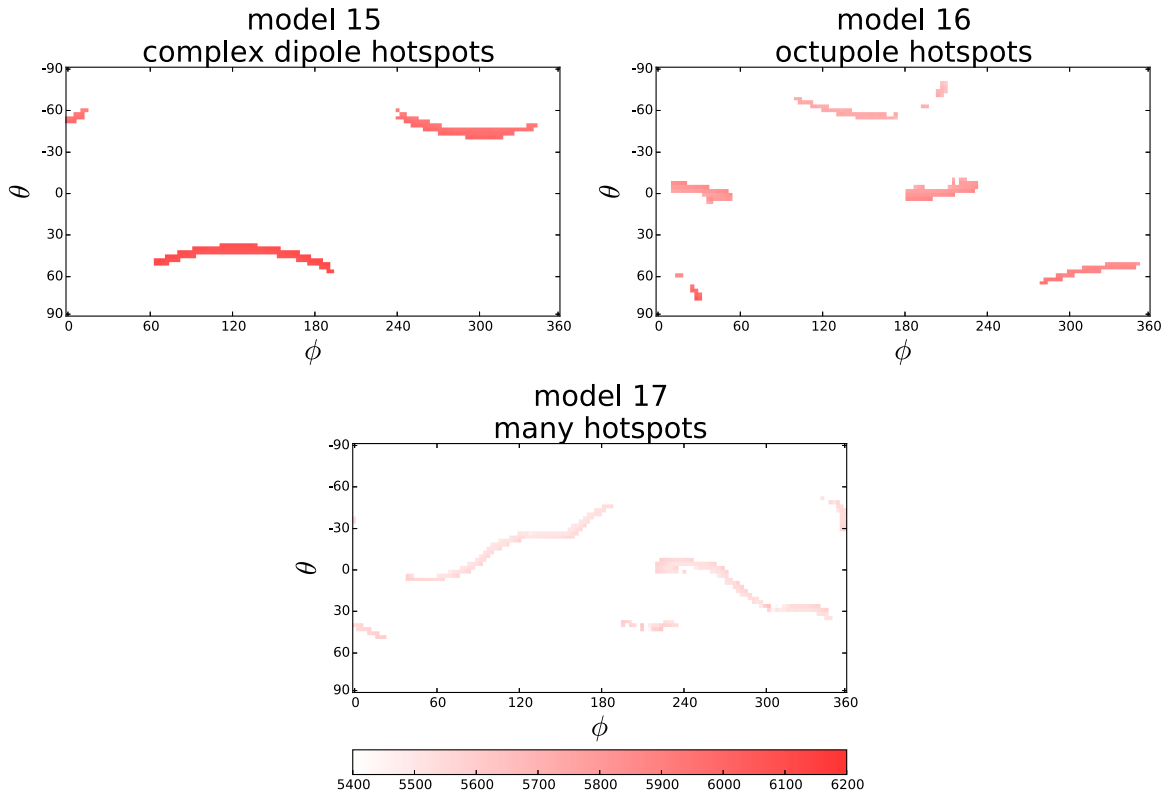 model 15
complex dipole hotspots
-90
-60
-30
0
30
60
90
θ
0 60 120 180 240 300 360
ϕ
model 16
octupole hotspots
-90
-60
-30
0
30
60
90
θ
0 60 120 180 240 300 360
ϕ
model 17
many hotspots
-90
-60
-30
0
30
60
90
θ
0 60 120 180 240 300 360
ϕ
5400 5500 5600 5700 5800 5900 6000 6100 6200